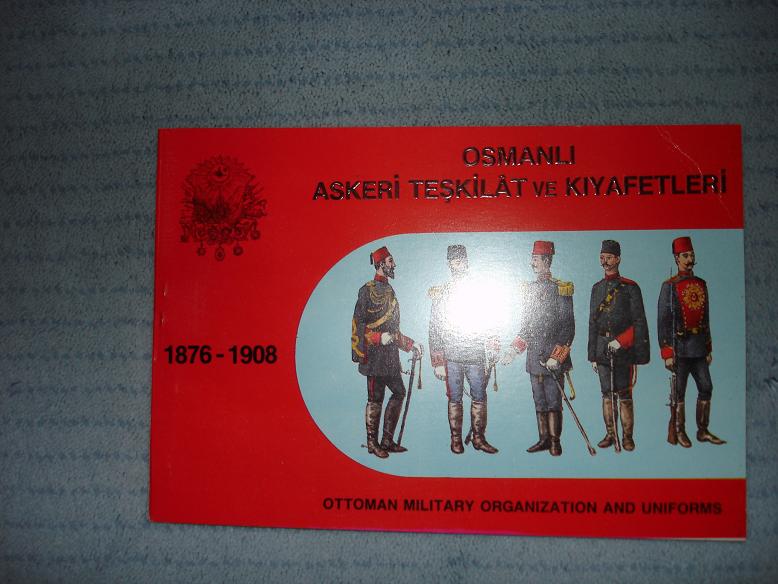 OSMANLI
ASKERİ TEŞKİLÂT VE KIYAFETLERİ
1876 - 1908
OTTOMAN MILITARY ORGANIZATION AND UNIFORMS